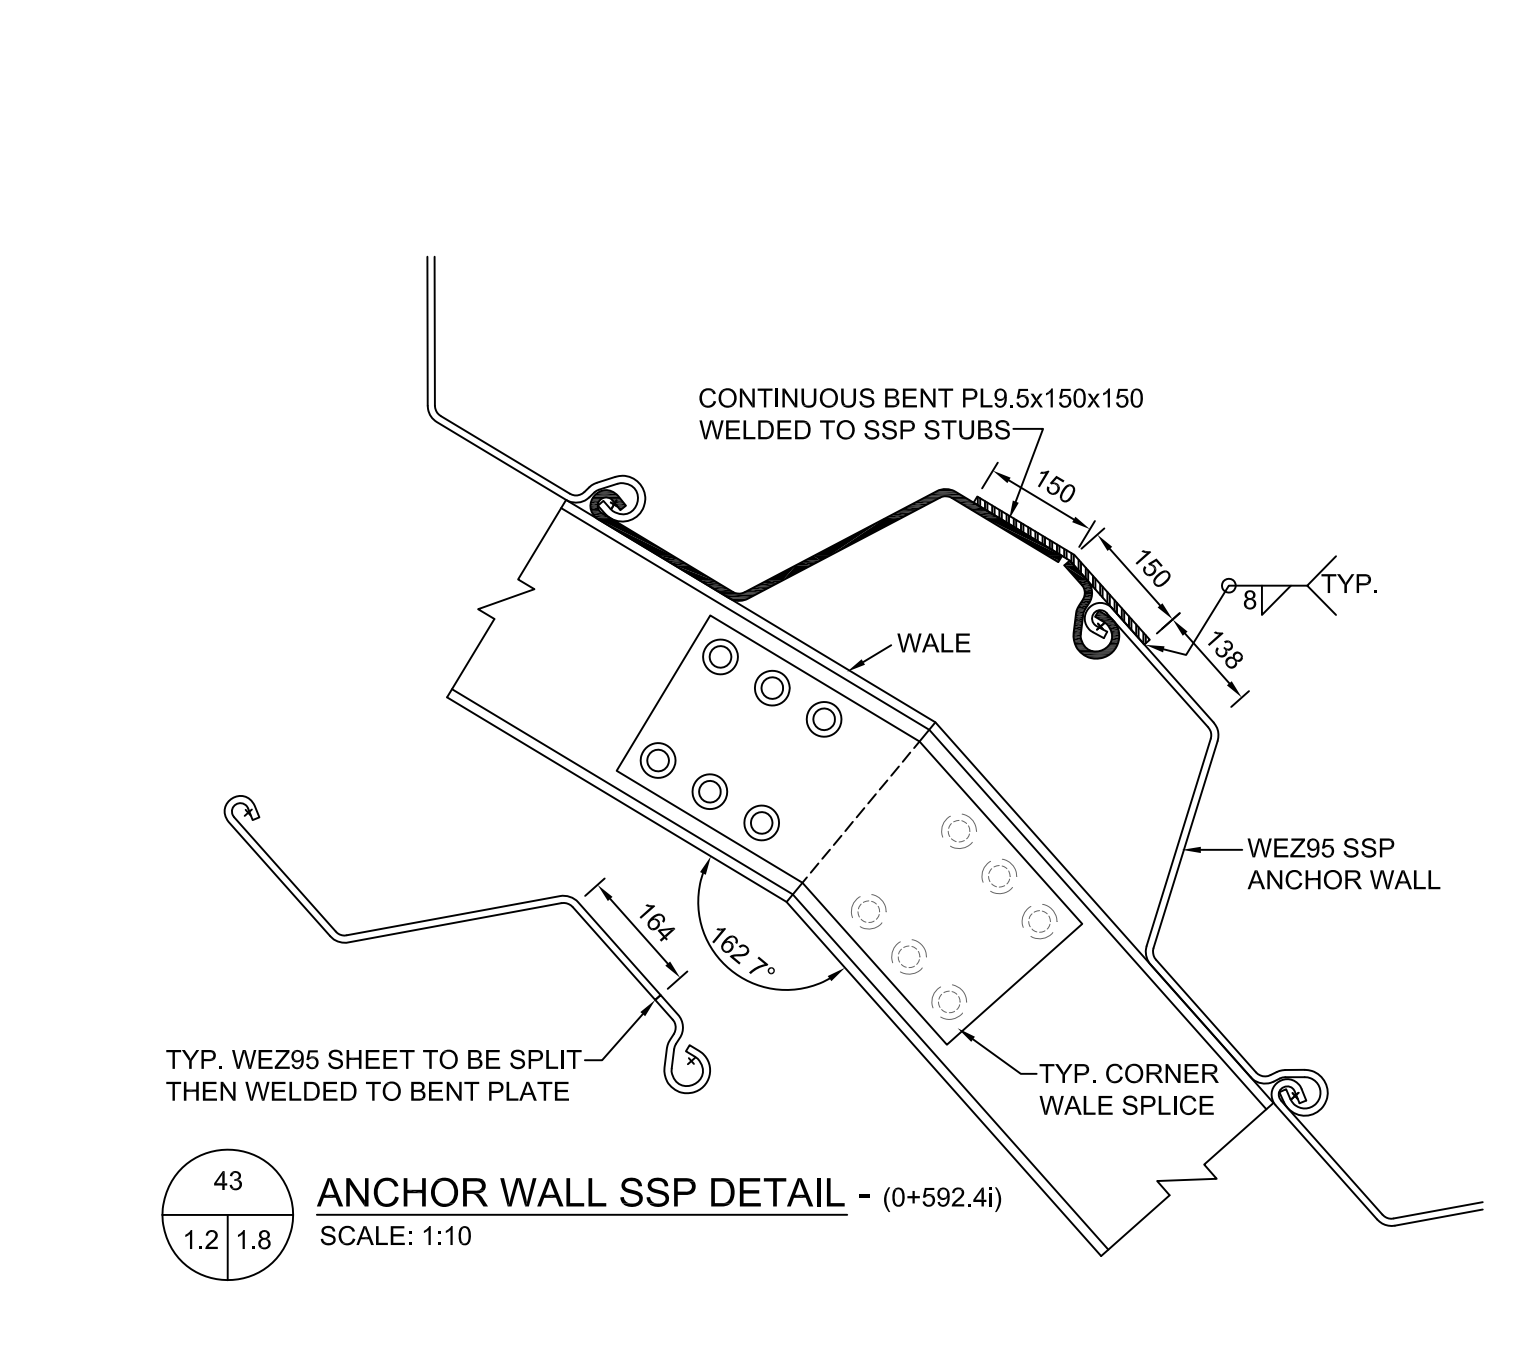 CONTINUOUS BENT PL9.5x150x150
WELDED TO SSP STUBS
150
150
138
8
TYP.
WALE
WEZ95 SSP
ANCHOR WALL
164
162 7°
TYP. WEZ95 SHEET TO BE SPLIT
THEN WELDED TO BENT PLATE
TYP. CORNER
WALE SPLICE
43
1.2 1.8
ANCHOR WALL SSP DETAIL - (0+592.4i)
SCALE: 1:10